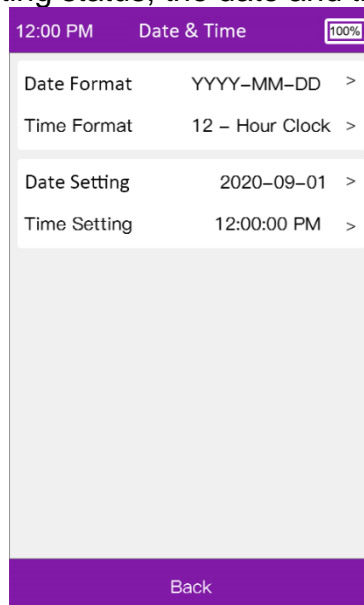 12:00 PM Date & Time 100%
Date Format YYYY-MM-DD >
Time Format 12 - Hour Clock >
Date Setting 2020-09-01 >
Time Setting 12:00:00 PM >
Back